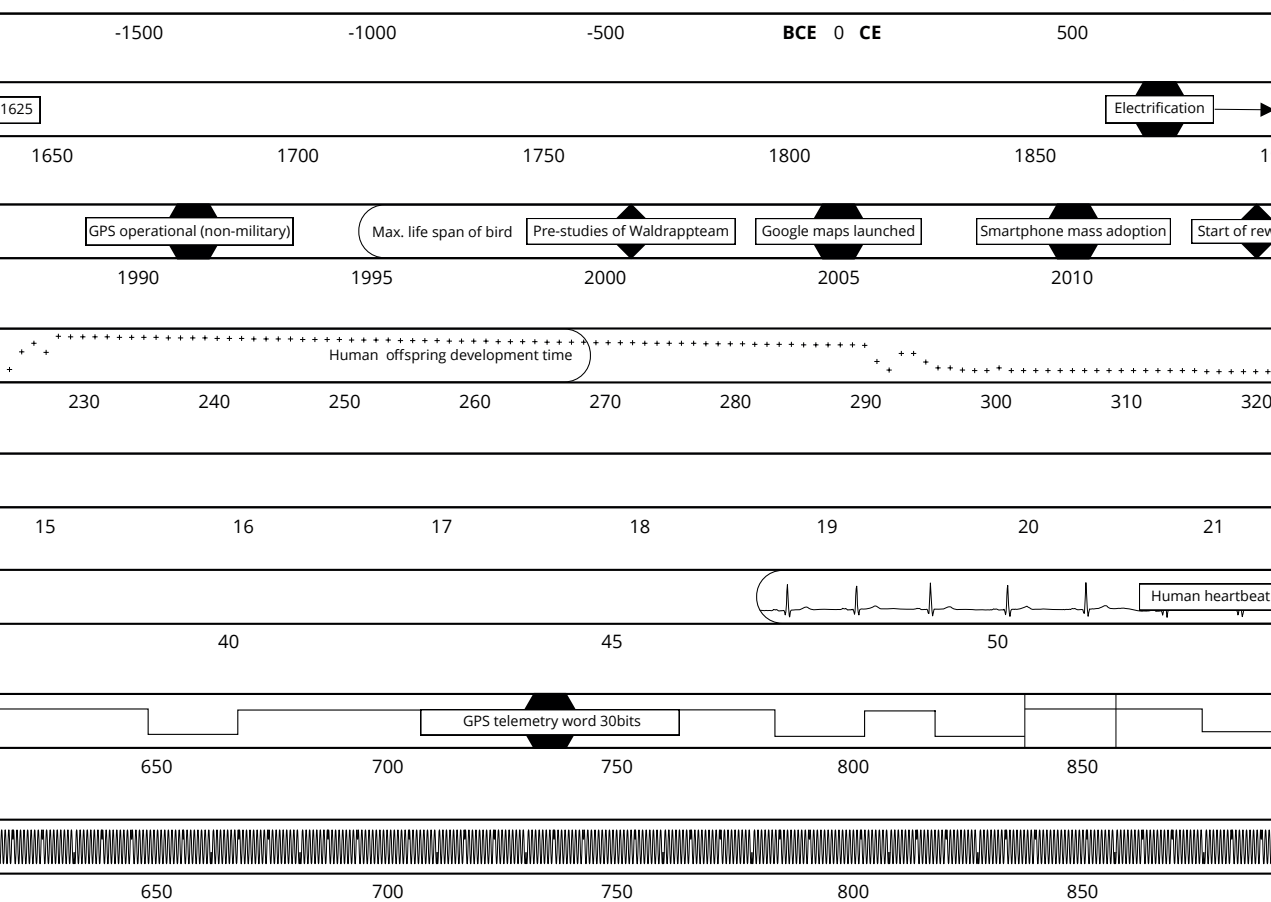 -1500 -1000 -500 BCE 0 CE 500
1625 Electrification
1650 1700 1750 1800 1850 1
GPS operational (non-military) Max. life span of bird Pre-studies of Waldrappteam Google maps launched Smartphone mass adoption Start of rew
1990 1995 2000 2005 2010
Human offspring development time
230 240 250 260 270 280 290 300 310 320
15 16 17 18 19 20 21
Human heartbeat
40 45 50
GPS telemetry word 30bits
650 700 750 800 850
650 700 750 800 850